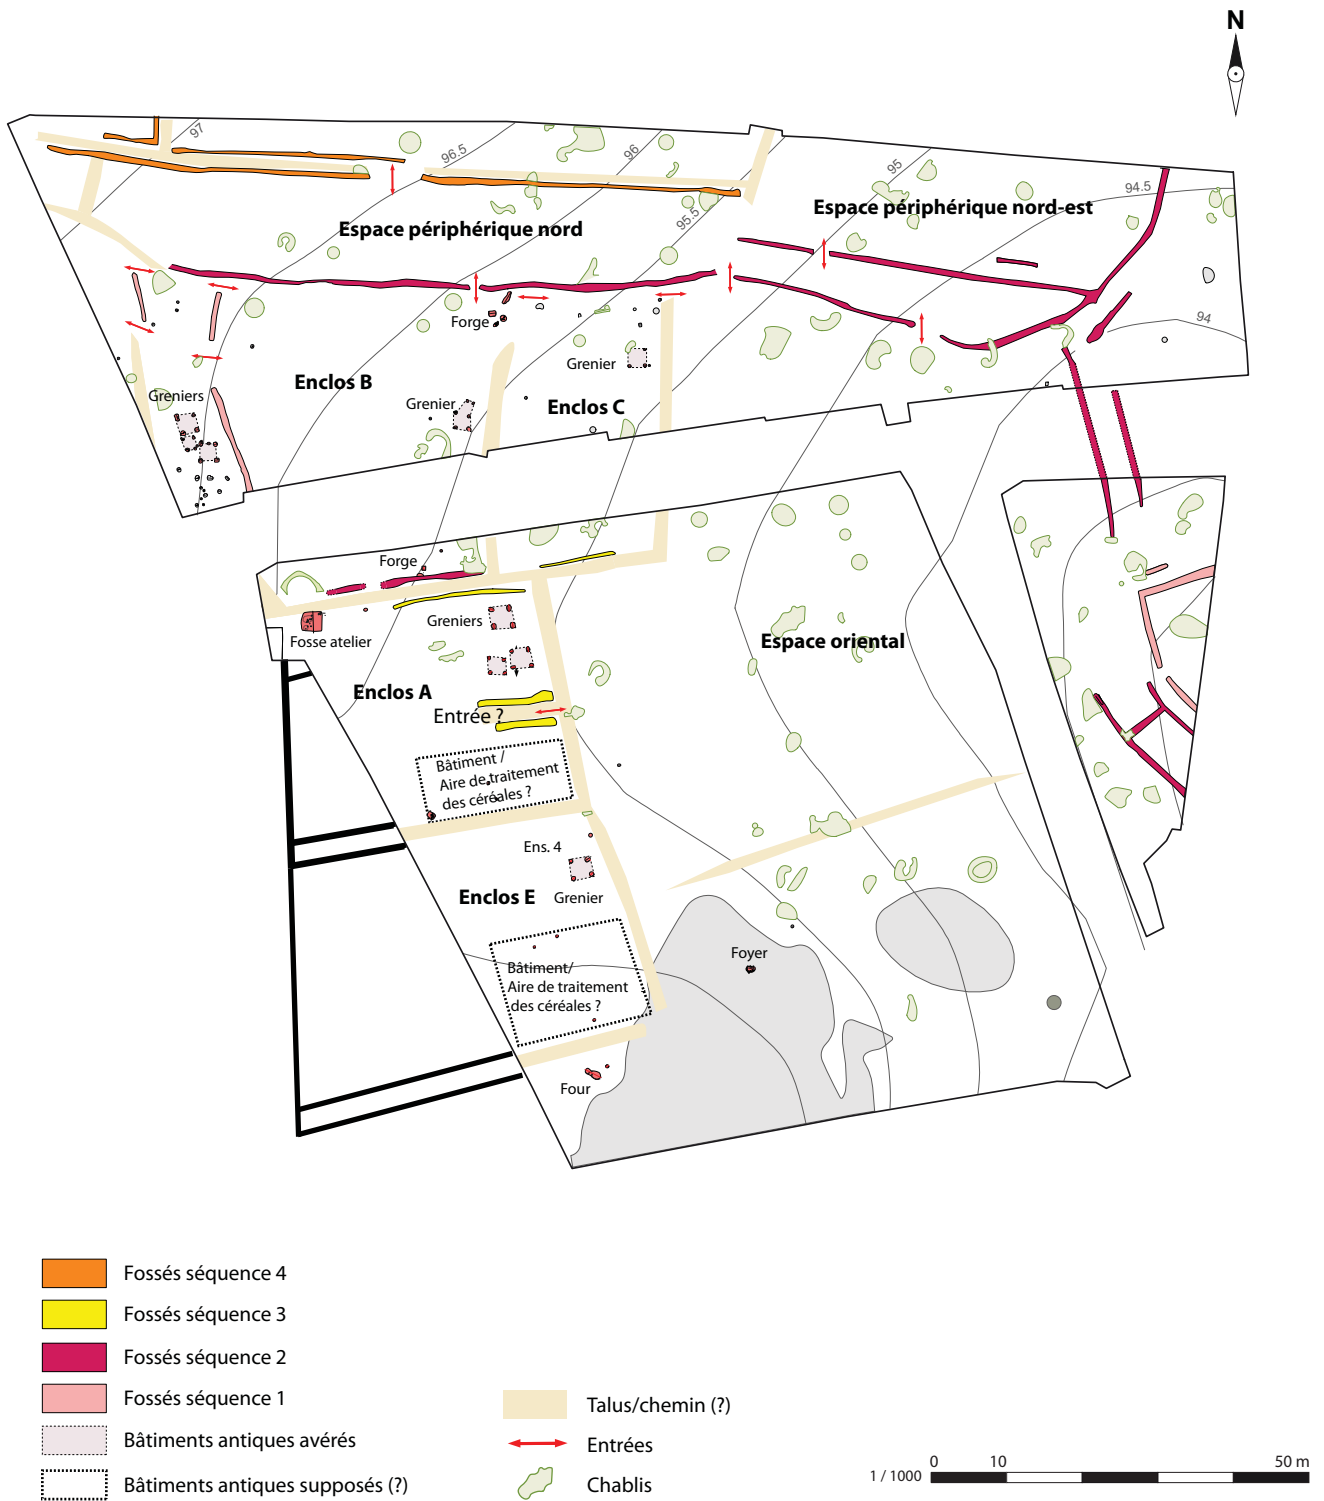 N
97
96.5
96
95.5
95
94.5
94
Espace périphérique nord
Espace périphérique nord-est
Forge
Grenier
Enclos B
Greniers
Grenier
Enclos C
Forge
Fosse atelier
Greniers
Espace oriental
Enclos A
Entrée ?
Bâtiment /
Aire de traitement
des céréales ?
Ens. 4
Enclos E
Grenier
Bâtiment/
Aire de traitement
des céréales ?
Foyer
Four
Fossés séquence 4
Fossés séquence 3
Fossés séquence 2
Fossés séquence 1
Bâtiments antiques avérés
Bâtiments antiques supposés (?)
Talus/chemin (?)
Entrées
Chablis
0 10 50 m
1 / 1000